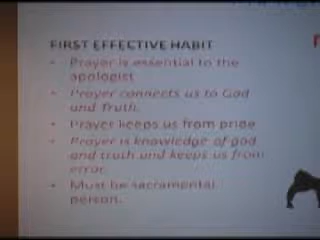 FIRST EFFECTIVE HABIT
• Prayer is essential to the
apologist
• Prayer connects us to God
and Truth.
• Prayer keeps us from pride
• Prayer is knowledge of god
and truth and keeps us from
error.
• Must be sacramental
person.